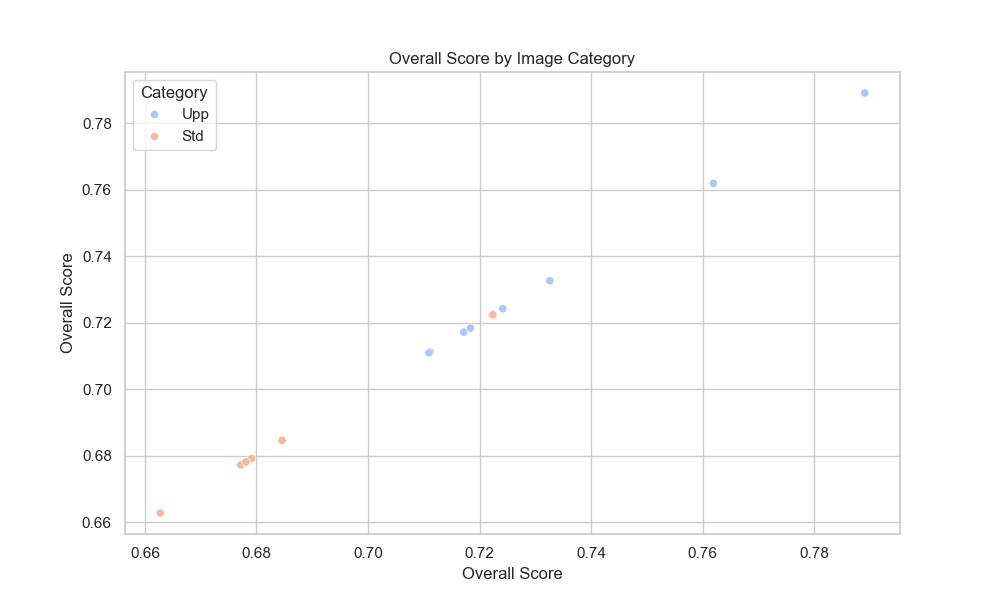 Overall Score by Image Category
Category
Upp
Std
Overall Score
0.78
0.76
0.74
0.72
0.70
0.68
0.66
0.66 0.68 0.70 0.72 0.74 0.76 0.78
Overall Score